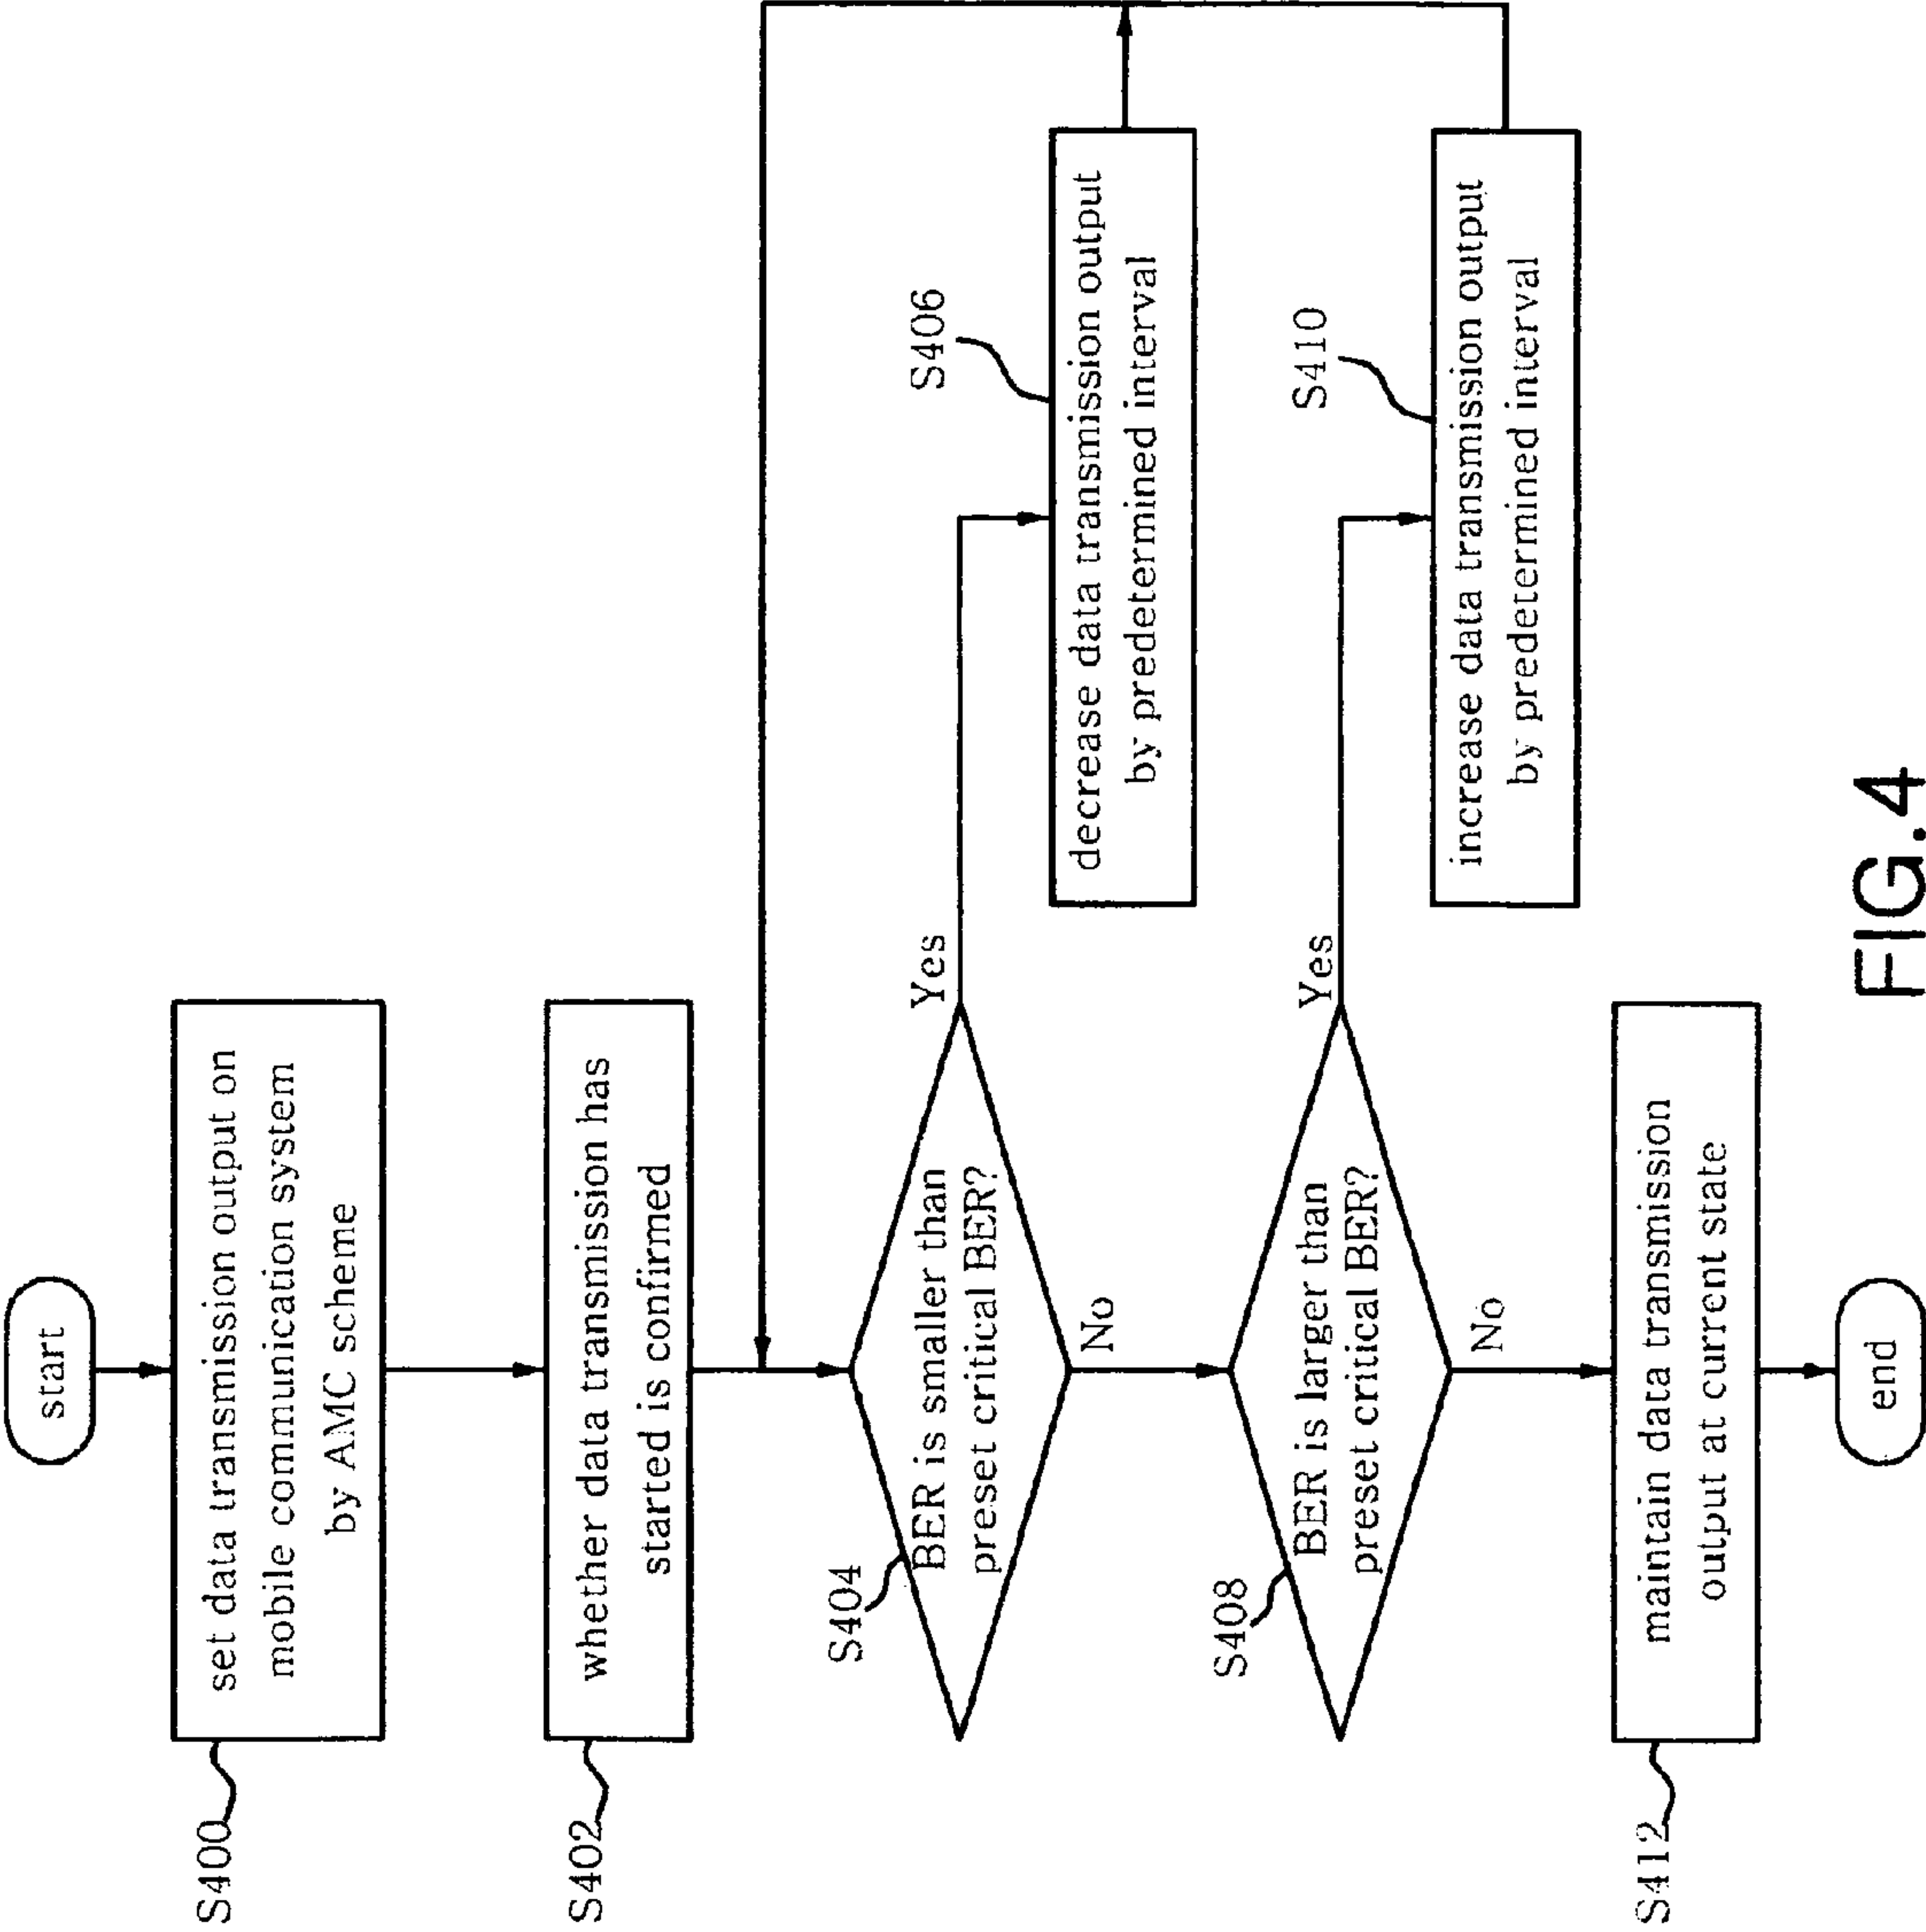 start
S400
set data transmission output on
mobile communication system
by AMC scheme
S402
whether data transmission has
started is confirmed
S404
BER is smaller than
preset critical BER?
Yes
No
S406
decrease data transmission output
by predetermined interval
S408
BER is larger than
preset critical BER?
Yes
No
S410
increase data transmission output
by predetermined interval
S412
maintain data transmission
output at current state
end
FIG.4